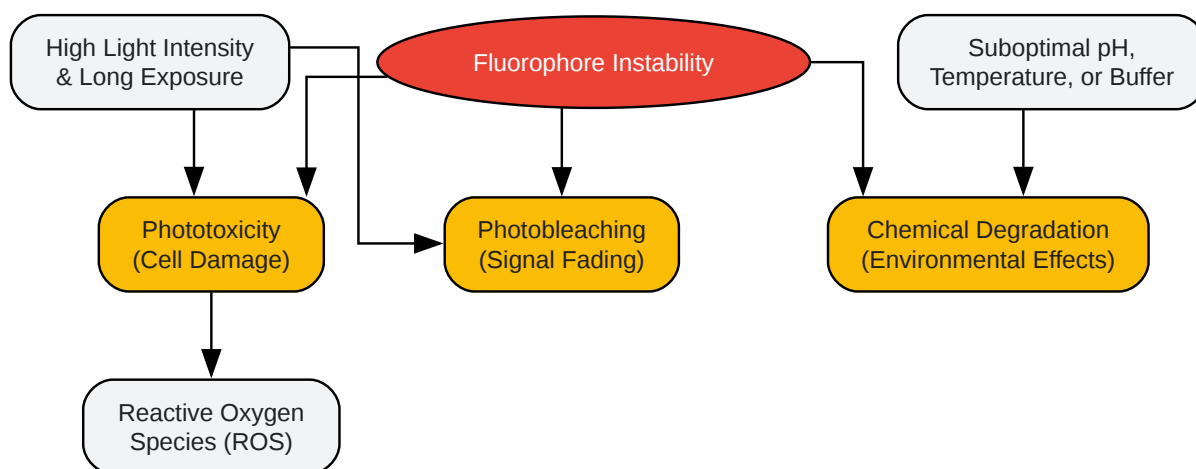 High Light Intensity
& Long Exposure
Fluorophore Instability
Suboptimal pH,
Temperature, or Buffer
Phototoxicity
(Cell Damage)
Photobleaching
(Signal Fading)
Chemical Degradation
(Environmental Effects)
Reactive Oxygen
Species (ROS)